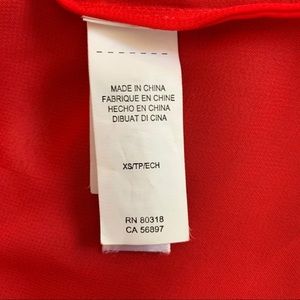 MADE IN CHINA
FABRIQUE EN CHINE
HECHO EN CHINA
DIBUAT DI CINA
XS/TP/ECH
RN 80318
CA 56897